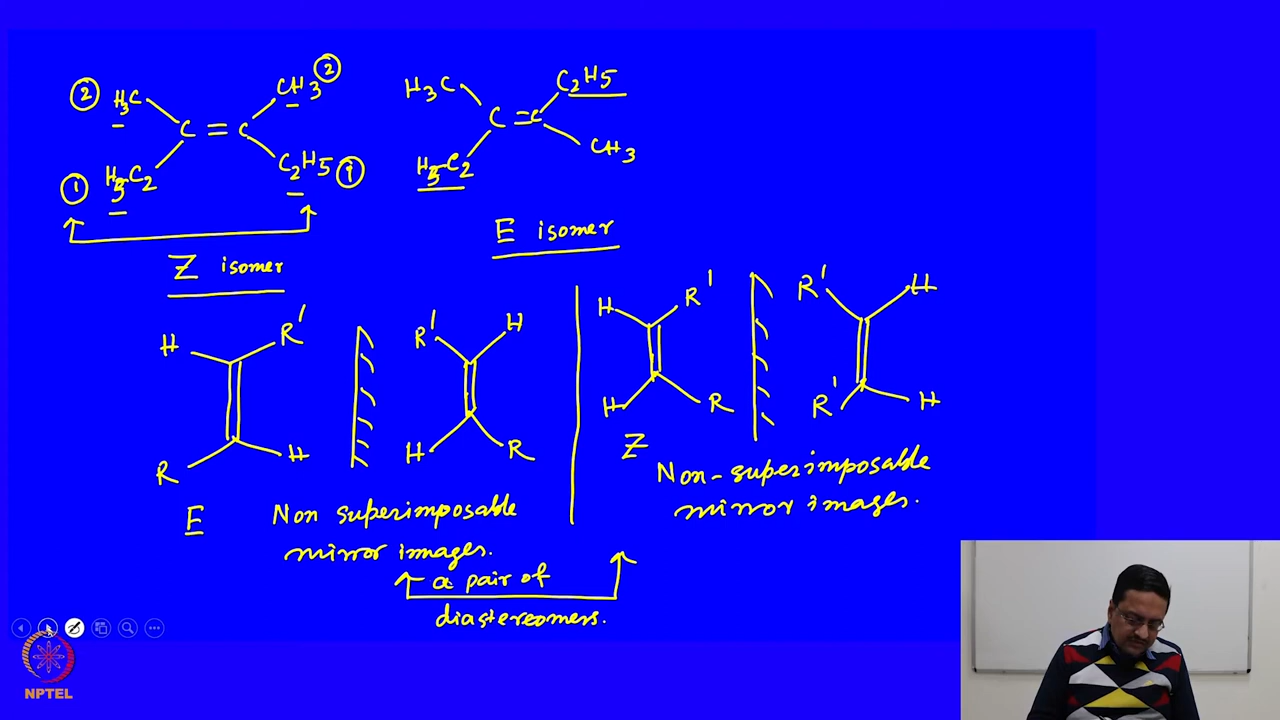 ② H3C CH3 ②
C = C
① H5C2 C2H5 ①
Z isomer
H3C C2H5
C = C
H5C2 CH3
E isomer
H R'
R H
E
R' H
H R
Non superimposable
mirror images.
H R'
H R
Z
R' H
R' H
Non-superimposable
mirror images.
a pair of
diastereomers.
NPTEL